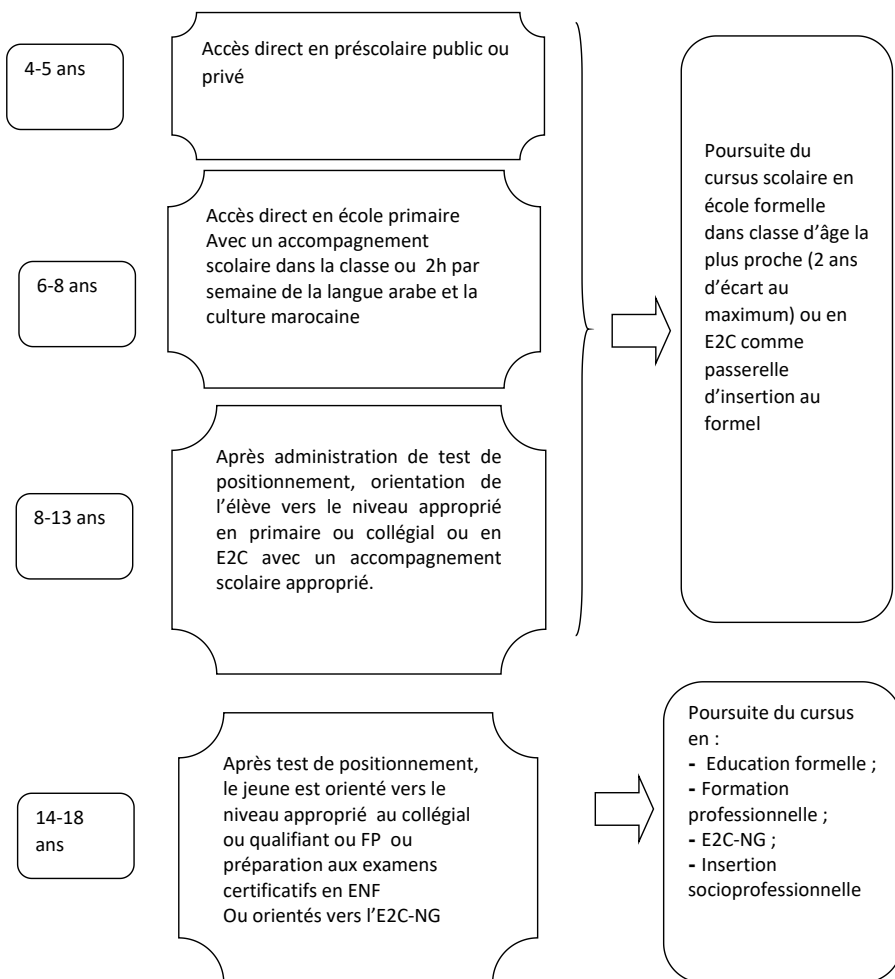 4-5 ans
Accès direct en préscolaire public ou
privé
6-8 ans
Accès direct en école primaire
Avec un accompagnement
scolaire dans la classe ou 2h par
semaine de la langue arabe et la
culture marocaine
8-13 ans
Après administration de test de
positionnement, orientation de
l’élève vers le niveau approprié
en primaire ou collégial ou en
E2C avec un accompagnement
scolaire approprié.
Poursuite du
cursus scolaire en
école formelle
dans classe d’âge la
plus proche (2 ans
d’écart au
maximum) ou en
E2C comme
passerelle
d’insertion au
formel
14-18
ans
Après test de positionnement,
le jeune est orienté vers le
niveau approprié au collégial
ou qualifiant ou FP ou
préparation aux examens
certificatifs en ENF
Ou orientés vers l’E2C-NG
Poursuite du cursus
en :
- Education formelle ;
- Formation
professionnelle ;
- E2C-NG ;
- Insertion
socioprofessionnelle